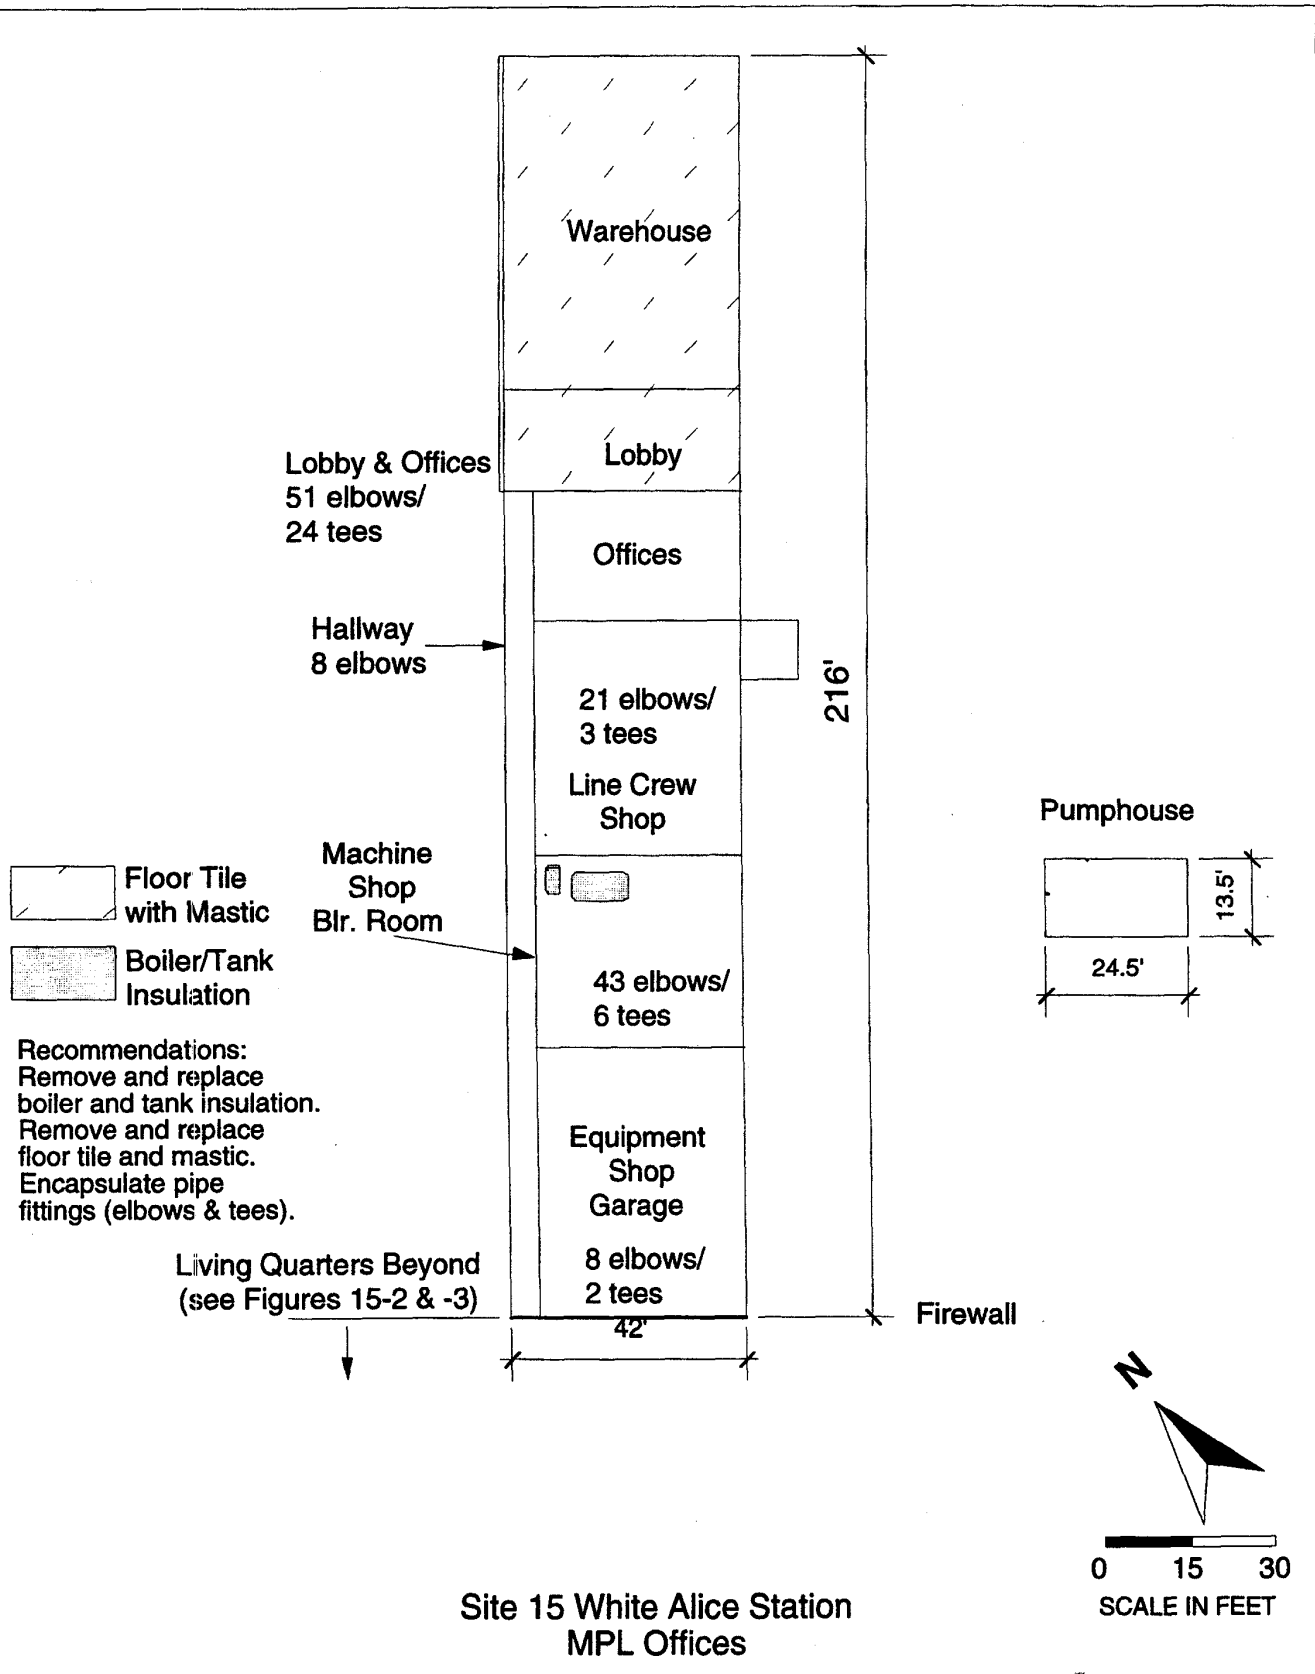 Warehouse
Lobby
Lobby & Offices
51 elbows/
24 tees
Offices
Hallway
8 elbows
216'
21 elbows/
3 tees
Line Crew
Shop
Pumphouse
13.5'
24.5'
Machine
Shop
Blr. Room
Floor Tile
with Mastic
Boiler/Tank
Insulation
43 elbows/
6 tees
Recommendations:
Remove and replace
boiler and tank insulation.
Remove and replace
floor tile and mastic.
Encapsulate pipe
fittings (elbows & tees).
Equipment
Shop
Garage
8 elbows/
2 tees
Living Quarters Beyond
(see Figures 15-2 & -3)
42'
Firewall
N
0 15 30
SCALE IN FEET
Site 15 White Alice Station
MPL Offices